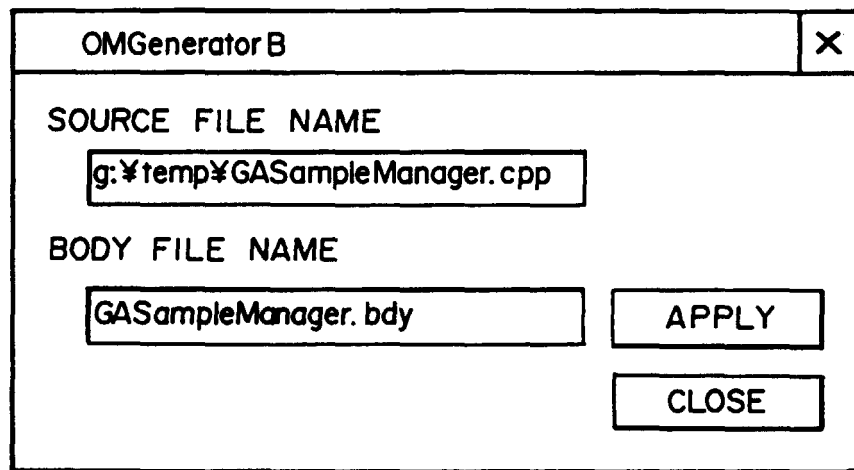 OMGenerator B
×
SOURCE FILE NAME
g:¥temp¥GASampleManager.cpp
BODY FILE NAME
GASampleManager.bdy
APPLY
CLOSE